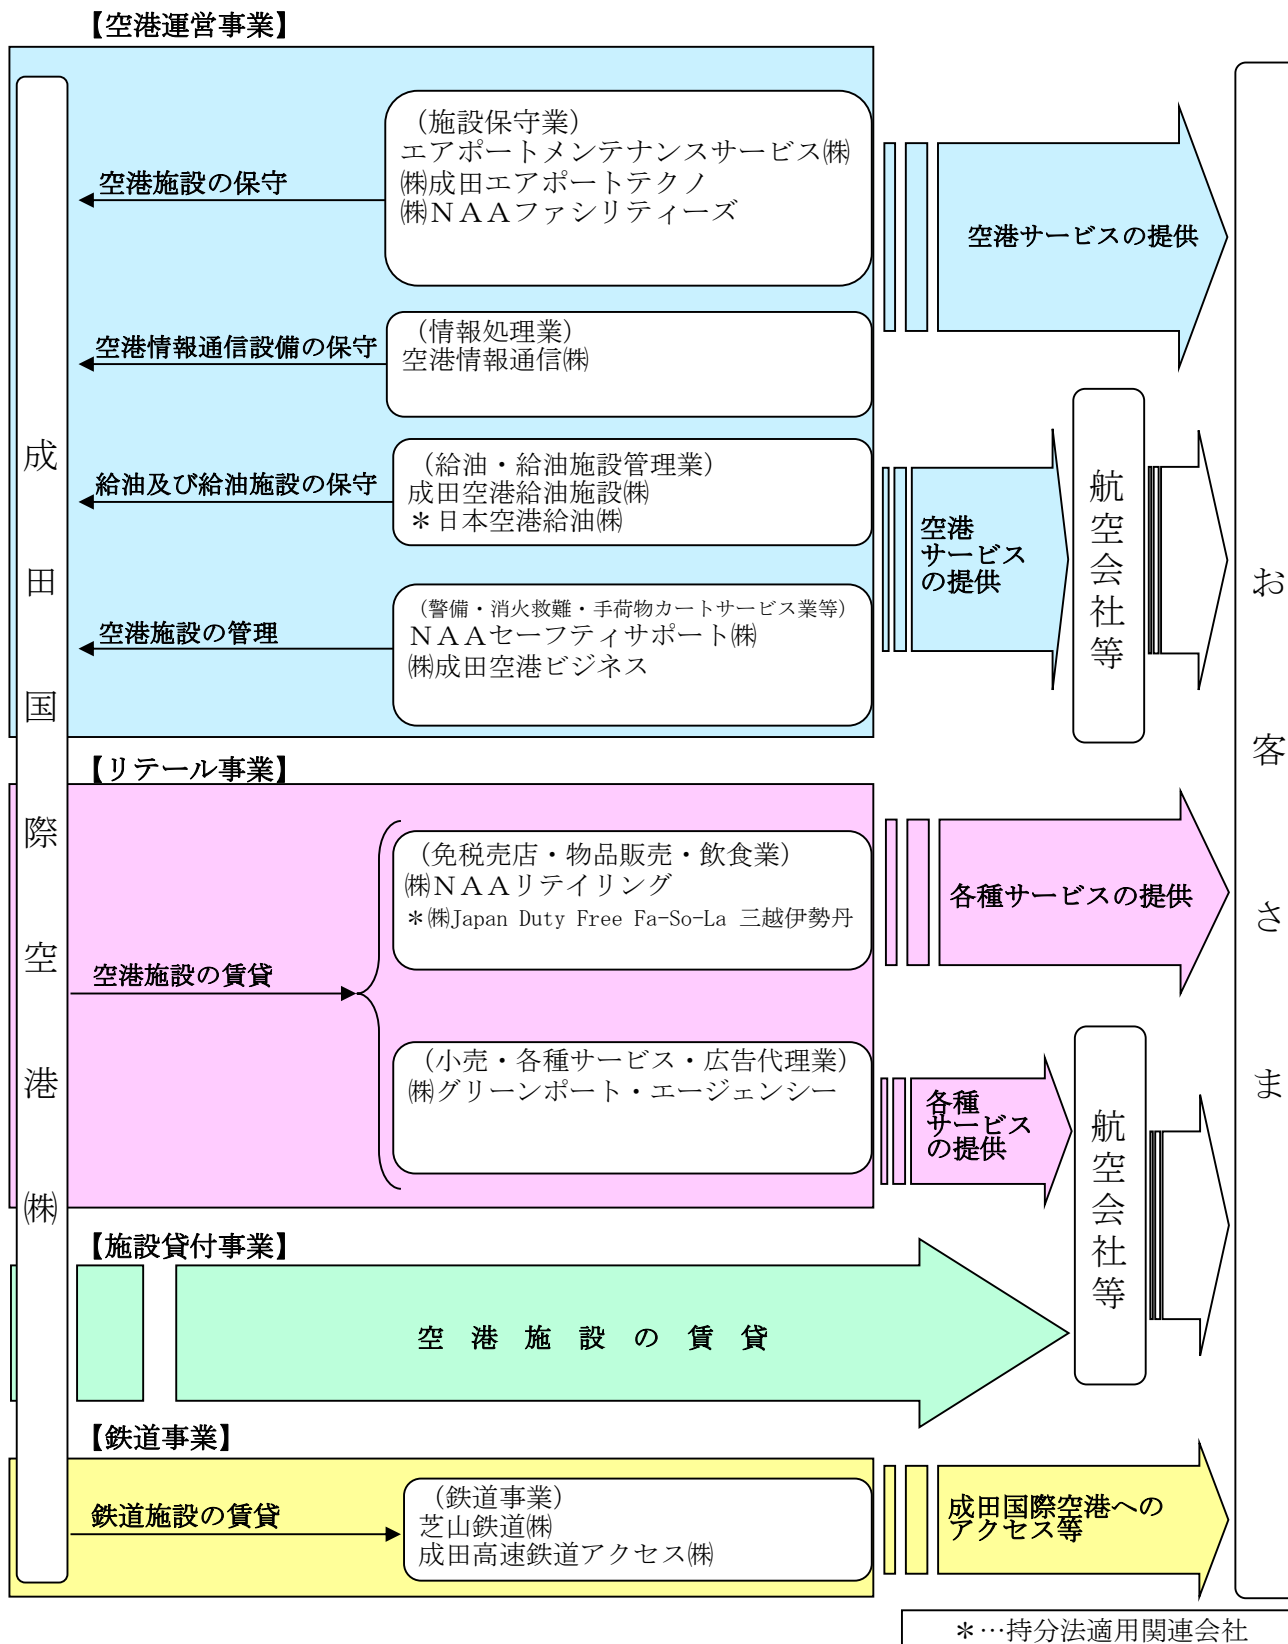 【空港運営事業】
成田国際空港㈱
空港施設の保守
（施設保守業）
エアポートメンテナンスサービス㈱
㈱成田エアポートテクノ
㈱ＮＡＡファシリティーズ
空港サービスの提供
空港情報通信設備の保守
（情報処理業）
空港情報通信㈱
給油及び給油施設の保守
（給油・給油施設管理業）
成田空港給油施設㈱
＊日本空港給油㈱
空港施設の管理
（警備・消火救難・手荷物カートサービス業等）
ＮＡＡセーフティサポート㈱
㈱成田空港ビジネス
空港
サービス
の提供
航空会社等
お客さま
【リテール事業】
空港施設の賃貸
（免税売店・物品販売・飲食業）
㈱ＮＡＡリテイリング
＊㈱Japan Duty Free Fa-So-La 三越伊勢丹
各種サービスの提供
（小売・各種サービス・広告代理業）
㈱グリーンポート・エージェンシー
各種
サービス
の提供
航空会社等
【施設貸付事業】
空港施設の賃貸
【鉄道事業】
鉄道施設の賃貸
（鉄道事業）
芝山鉄道㈱
成田高速鉄道アクセス㈱
成田国際空港への
アクセス等
＊…持分法適用関連会社